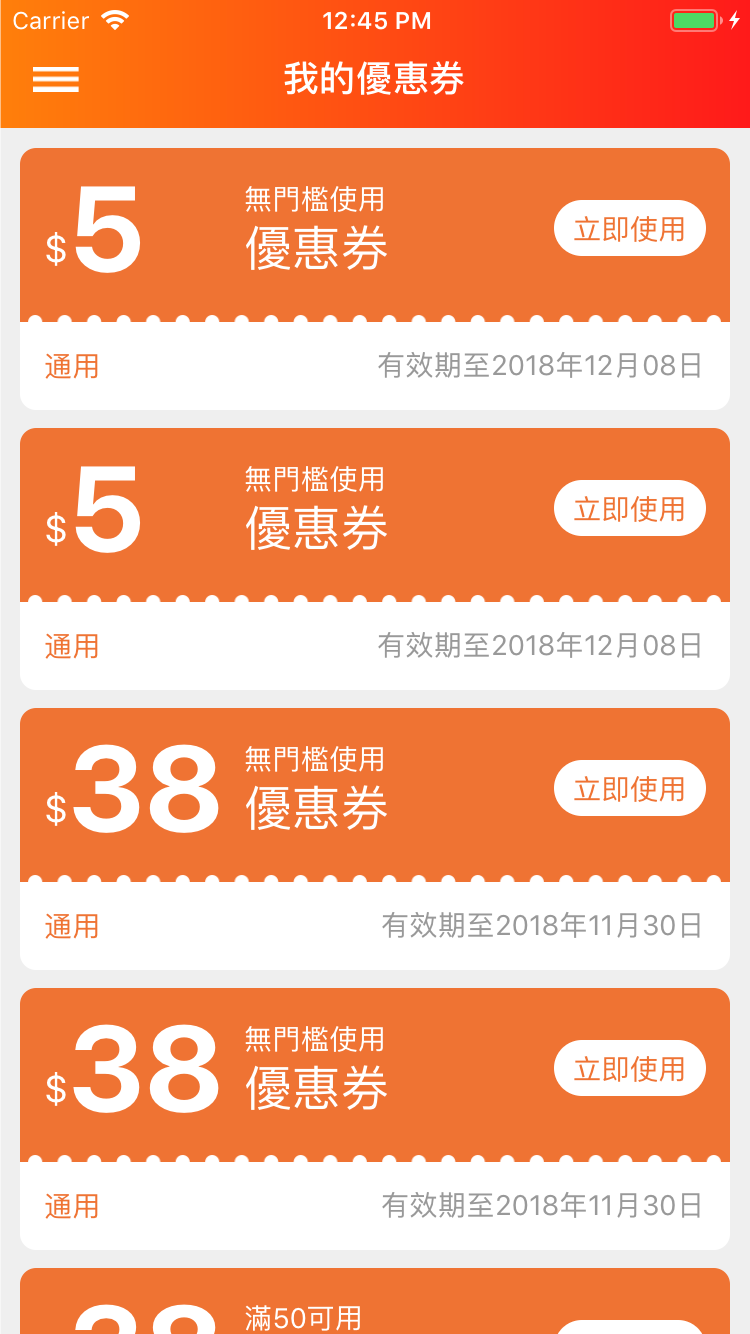 Carrier 12:45 PM
我的優惠券
無門檻使用
$5 優惠券 立即使用
通用 有效期至2018年12月08日
無門檻使用
$5 優惠券 立即使用
通用 有效期至2018年12月08日
無門檻使用
$38 優惠券 立即使用
通用 有效期至2018年11月30日
無門檻使用
$38 優惠券 立即使用
通用 有效期至2018年11月30日
滿50可用